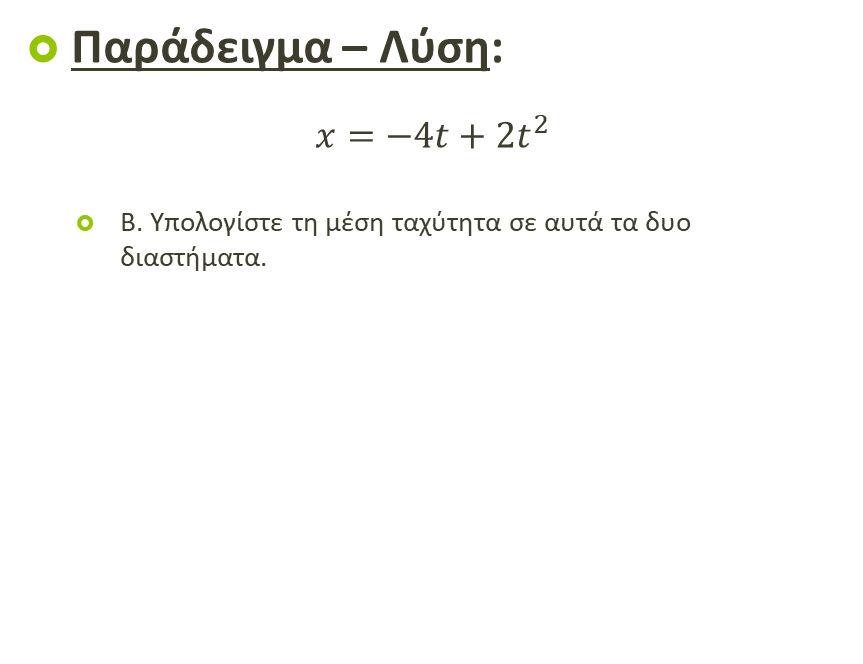 Παράδειγμα – Λύση:
x = −4t + 2t²
Β. Υπολογίστε τη μέση ταχύτητα σε αυτά τα δυο
διαστήματα.